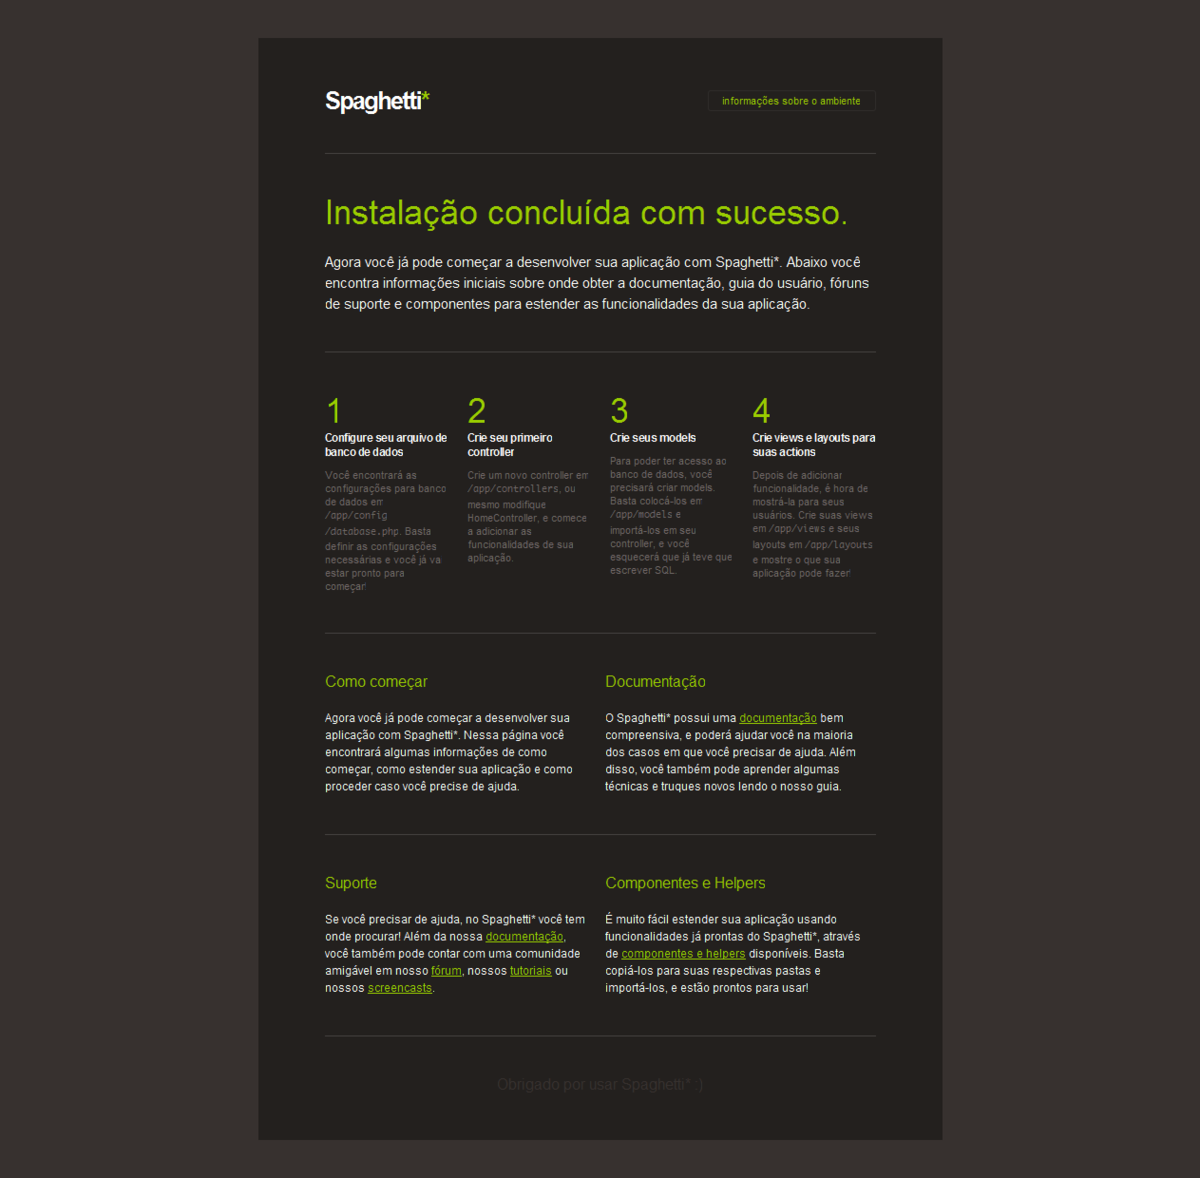 Spaghetti*
informações sobre o ambiente
Instalação concluída com sucesso.
Agora você já pode começar a desenvolver sua aplicação com Spaghetti*. Abaixo você
encontra informações iniciais sobre onde obter a documentação, guia do usuário, fóruns
de suporte e componentes para estender as funcionalidades da sua aplicação.
1
Configure seu arquivo de
banco de dados
Você encontrará as
configurações para banco
de dados em
/app/config
/database.php. Basta
definir as configurações
necessárias e você já va
estar pronto para
começar!
2
Crie seu primeiro
controller
Crie um novo controller em
/app/controllers, ou
mesmo modifique
HomeController, e comece
a adicionar as
funcionalidades de sua
aplicação.
3
Crie seus models
Para poder ter acesso ao
banco de dados, você
precisará criar models.
Basta colocá-los em
/app/models e
importá-los em seu
controller, e você
esquecerá que já teve que
escrever SQL.
4
Crie views e layouts para
suas actions
Depois de adicionar
funcionalidade, é hora de
mostrá-la para seus
usuários. Crie suas views
em /app/views e seus
layouts em /app/layouts
e mostre o que sua
aplicação pode fazer!
Como começar
Agora você já pode começar a desenvolver sua
aplicação com Spaghetti*. Nessa página você
encontrará algumas informações de como
começar, como estender sua aplicação e como
proceder caso você precise de ajuda.
Documentação
O Spaghetti* possui uma documentação bem
compreensiva, e poderá ajudar você na maioria
dos casos em que você precisar de ajuda. Além
disso, você também pode aprender algumas
técnicas e truques novos lendo o nosso guia.
Suporte
Se você precisar de ajuda, no Spaghetti* você tem
onde procurar! Além da nossa documentação,
você também pode contar com uma comunidade
amigável em nosso fórum, nossos tutoriais ou
nossos screencasts.
Componentes e Helpers
É muito fácil estender sua aplicação usando
funcionalidades já prontas do Spaghetti*, através
de componentes e helpers disponíveis. Basta
copiá-los para suas respectivas pastas e
importá-los, e estão prontos para usar!
Obrigado por usar Spaghetti* :)